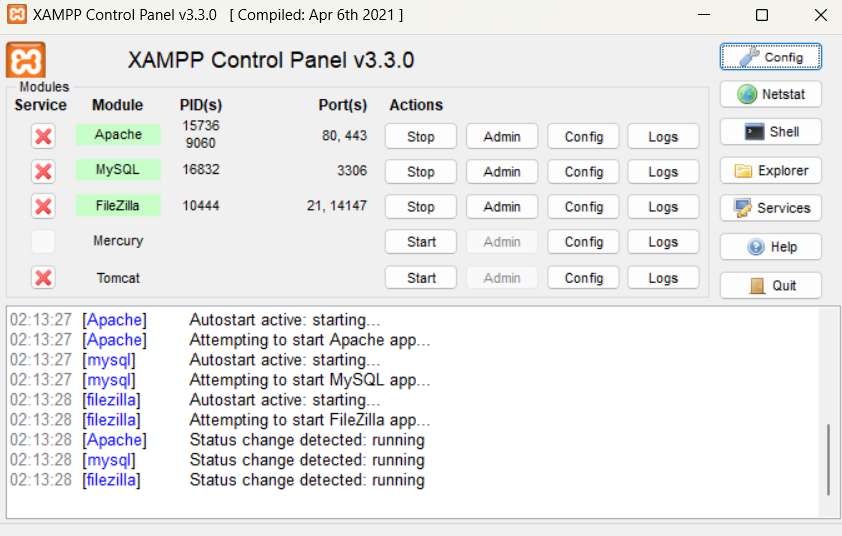 XAMPP Control Panel v3.3.0 [ Compiled: Apr 6th 2021 ]
XAMPP Control Panel v3.3.0
Config
Modules
Service Module PID(s) Port(s) Actions
Netstat
Apache 15736 9060 80, 443 Stop Admin Config Logs
Shell
MySQL 16832 3306 Stop Admin Config Logs
Explorer
FileZilla 10444 21, 14147 Stop Admin Config Logs
Services
Mercury Start Admin Config Logs
Help
Tomcat Start Admin Config Logs
Quit
02:13:27 [Apache] Autostart active: starting...
02:13:27 [Apache] Attempting to start Apache app...
02:13:27 [mysql] Autostart active: starting...
02:13:27 [mysql] Attempting to start MySQL app...
02:13:28 [filezilla] Autostart active: starting...
02:13:28 [filezilla] Attempting to start FileZilla app...
02:13:28 [Apache] Status change detected: running
02:13:28 [mysql] Status change detected: running
02:13:28 [filezilla] Status change detected: running